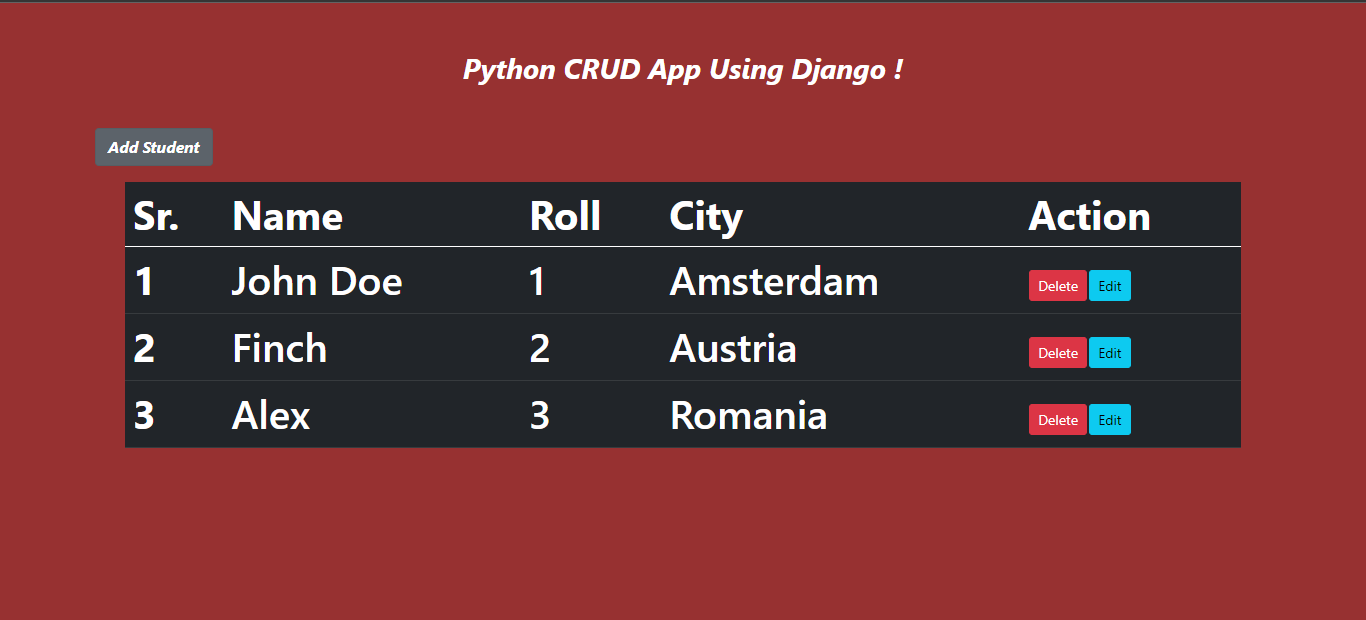 Python CRUD App Using Django !
Add Student
Sr. Name Roll City Action
1 John Doe 1 Amsterdam Delete Edit
2 Finch 2 Austria Delete Edit
3 Alex 3 Romania Delete Edit